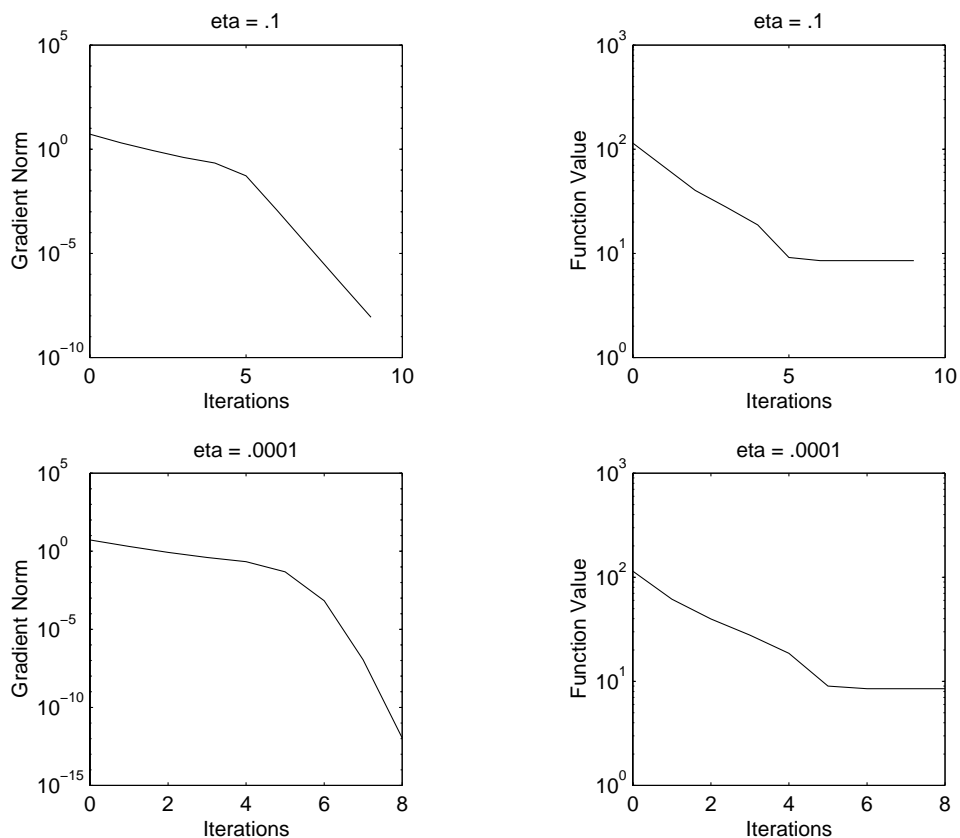 eta = .1
10^5
10^0
10^−5
10^−10
Gradient Norm
0
5
10
Iterations
eta = .1
10^3
10^2
10^1
10^0
Function Value
0
5
10
Iterations
eta = .0001
10^5
10^0
10^−5
10^−10
10^−15
Gradient Norm
0
2
4
6
8
Iterations
eta = .0001
10^3
10^2
10^1
10^0
Function Value
0
2
4
6
8
Iterations